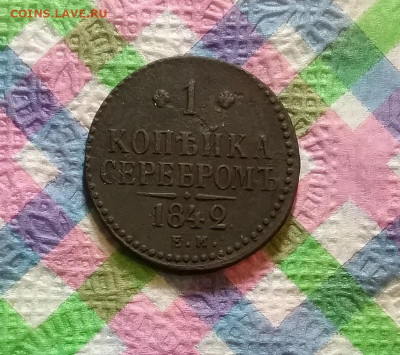 COINS.LAVE.RU
* 1 *
КОПѢЙКА
СЕРЕБРОМЪ
1842
Е.М.